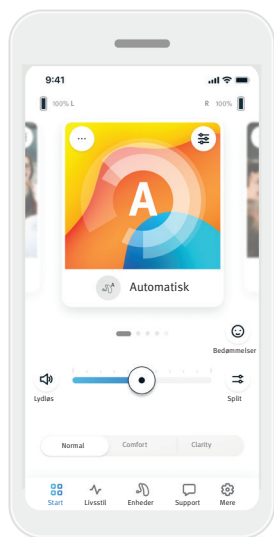 9:41
100% L
R 100%
A
Automatisk
Bedømmelser
Lydløs
Split
Normal
Comfort
Clarity
Start
Livsstil
Enheder
Support
Mere